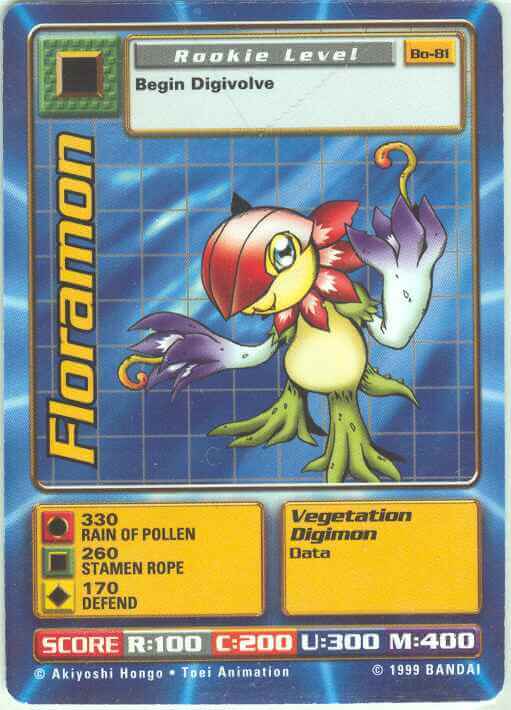 Rookie Level
Bo-81
Begin Digivolve
Floramon
330
RAIN OF POLLEN
260
STAMEN ROPE
170
DEFEND
Vegetation
Digimon
Data
SCORE R:100 C:200 U:300 M:400
© Akiyoshi Hongo • Toei Animation © 1999 BANDAI